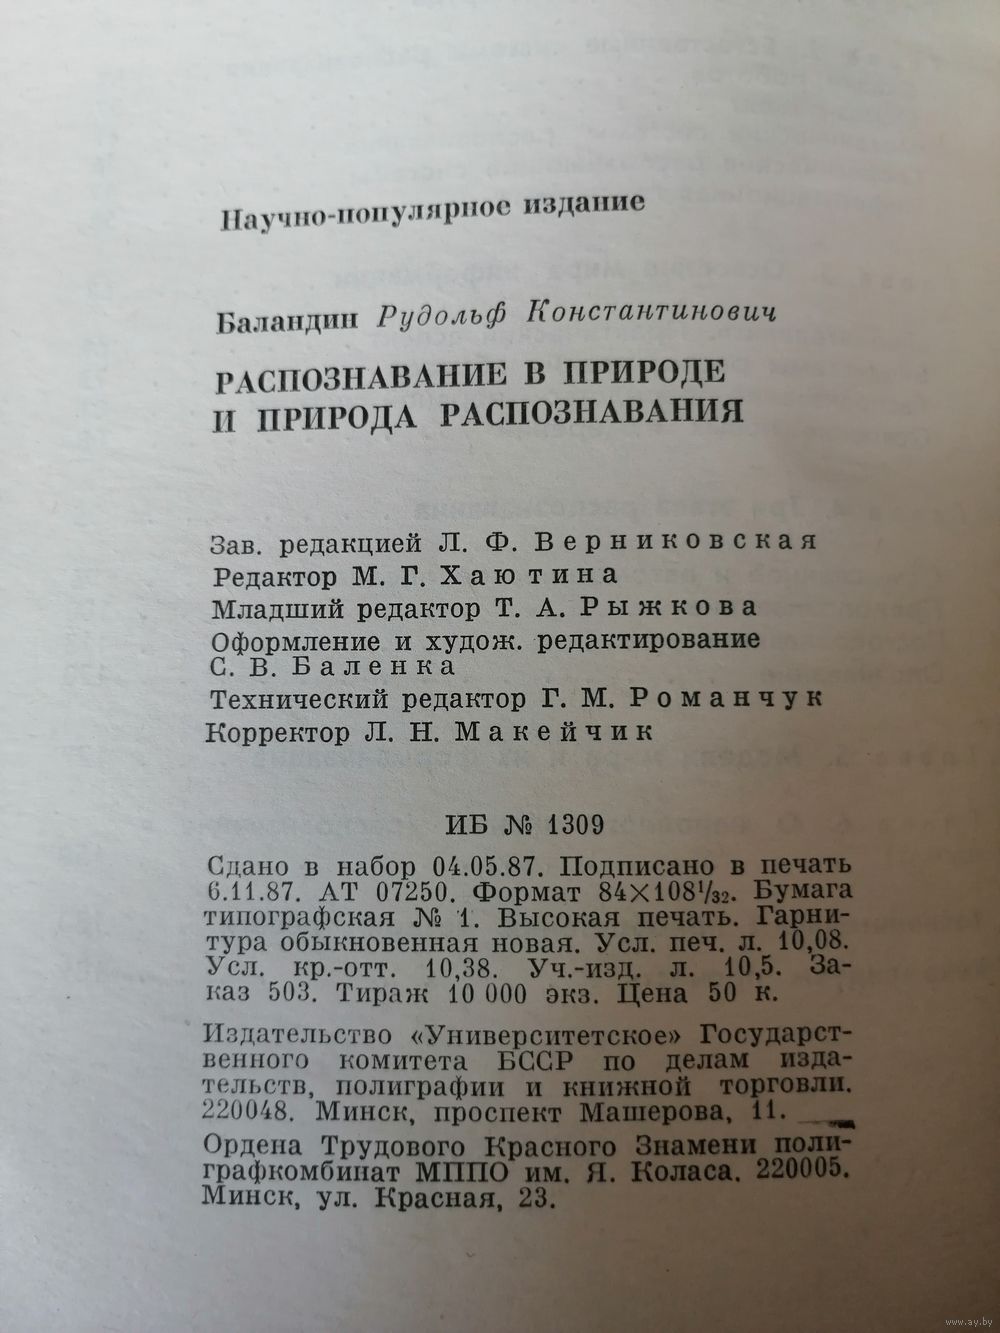 Научно-популярное издание
Баландин Рудольф Константинович
РАСПОЗНАВАНИЕ В ПРИРОДЕ
И ПРИРОДА РАСПОЗНАВАНИЯ
Зав. редакцией Л. Ф. Верниковская
Редактор М. Г. Хаютина
Младший редактор Т. А. Рыжкова
Оформление и худож. редактирование
С. В. Баленка
Технический редактор Г. М. Романчук
Корректор Л. Н. Макейчик
ИБ № 1309
Сдано в набор 04.05.87. Подписано в печать
6.11.87. АТ 07250. Формат 84×108¹/₃₂. Бумага
типографская № 1. Высокая печать. Гарни-
тура обыкновенная новая. Усл. печ. л. 10,08.
Усл. кр.-отт. 10,38. Уч.-изд. л. 10,5. За-
каз 503. Тираж 10 000 экз. Цена 50 к.
Издательство «Университетское» Государст-
венного комитета БССР по делам изда-
тельств, полиграфии и книжной торговли.
220048. Минск, проспект Машерова, 11.
Ордена Трудового Красного Знамени поли-
графкомбинат МППО им. Я. Коласа. 220005.
Минск, ул. Красная, 23.
www.ay.by